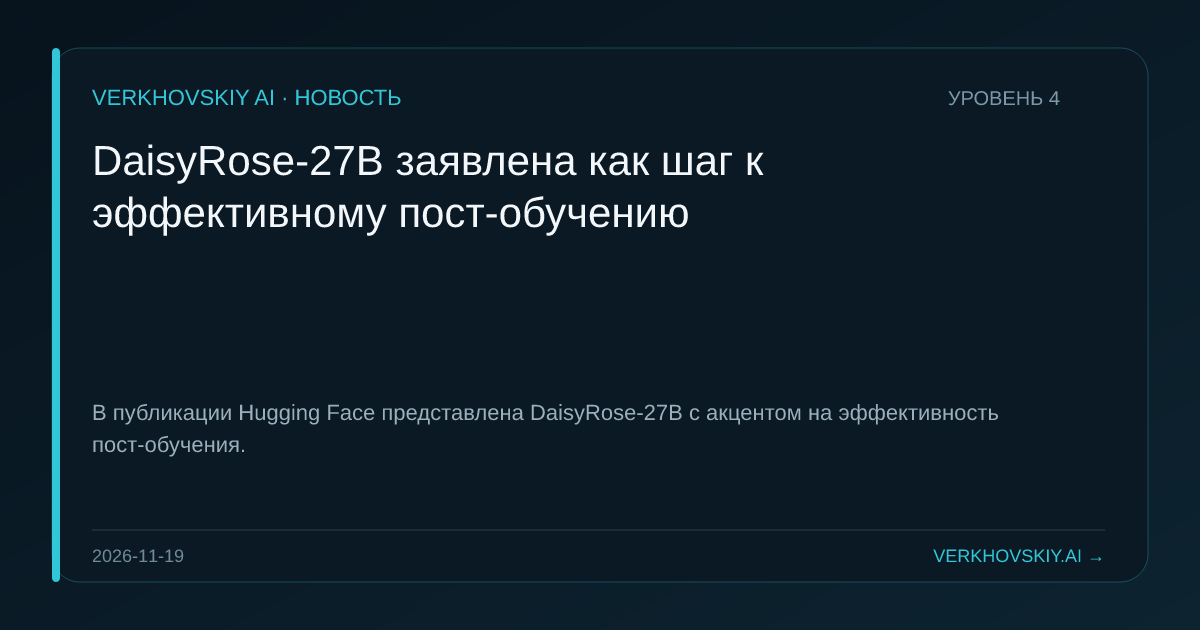 VERKHOVSKIY AI · НОВОСТЬ
УРОВЕНЬ 4
DaisyRose-27B заявлена как шаг к
эффективному пост-обучению
В публикации Hugging Face представлена DaisyRose-27B с акцентом на эффективность
пост-обучения.
2026-11-19
VERKHOVSKIY.AI →